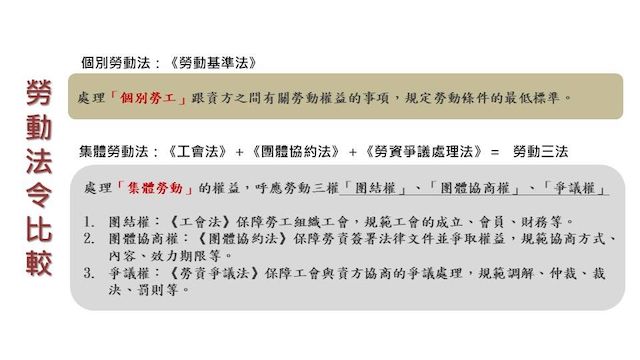 勞動法令比較
個別勞動法：《勞動基準法》
處理「個別勞工」跟資方之間有關勞動權益的事項，規定勞動條件的最低標準。
集體勞動法：《工會法》＋《團體協約法》＋《勞資爭議處理法》＝ 勞動三法
處理「集體勞動」的權益，呼應勞動三權「團結權」、「團體協商權」、「爭議權」
1. 團結權：《工會法》保障勞工組織工會，規範工會的成立、會員、財務等。
2. 團體協商權：《團體協約法》保障勞資簽署法律文件並爭取權益，規範協商方式、
內容、效力期限等。
3. 爭議權：《勞資爭議法》保障工會與資方協商的爭議處理，規範調解、仲裁、裁
決、罰則等。